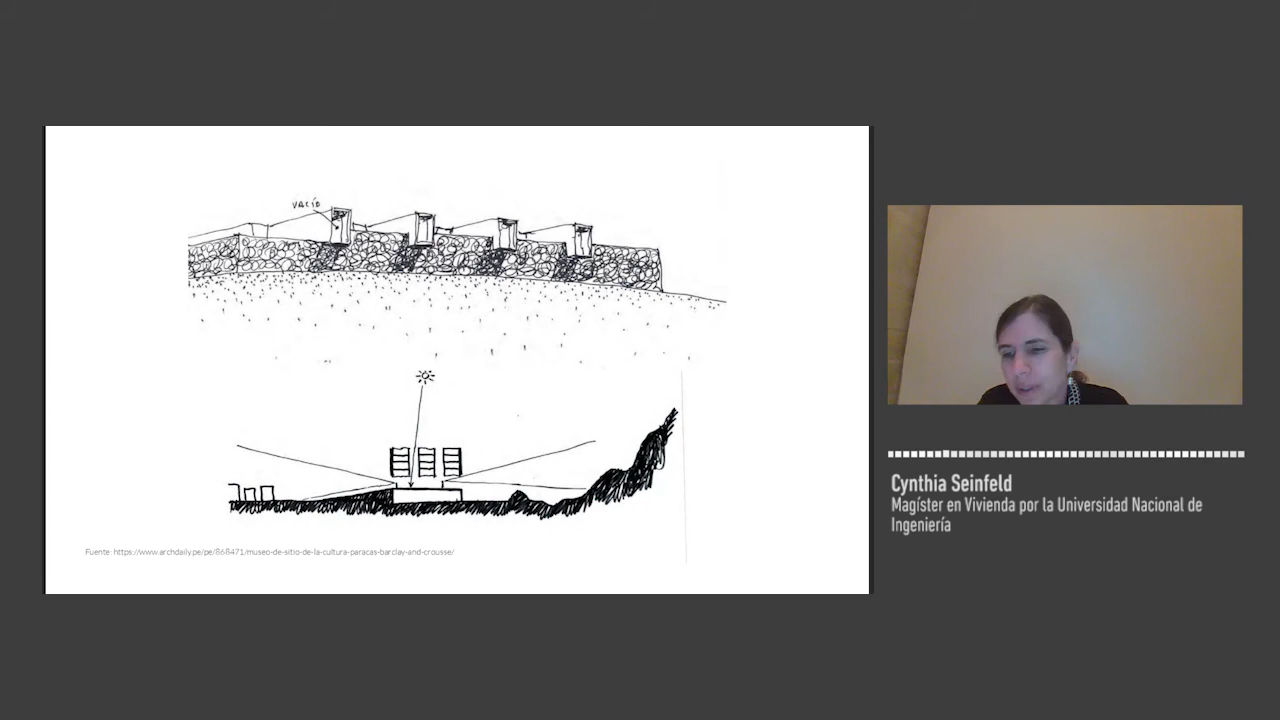 VACÍO
Fuente: https://www.archdaily.pe/pe/868471/museo-de-sitio-de-la-cultura-paracas-barclay-and-crousse/
Cynthia Seinfeld
Magíster en Vivienda por la Universidad Nacional de
Ingeniería